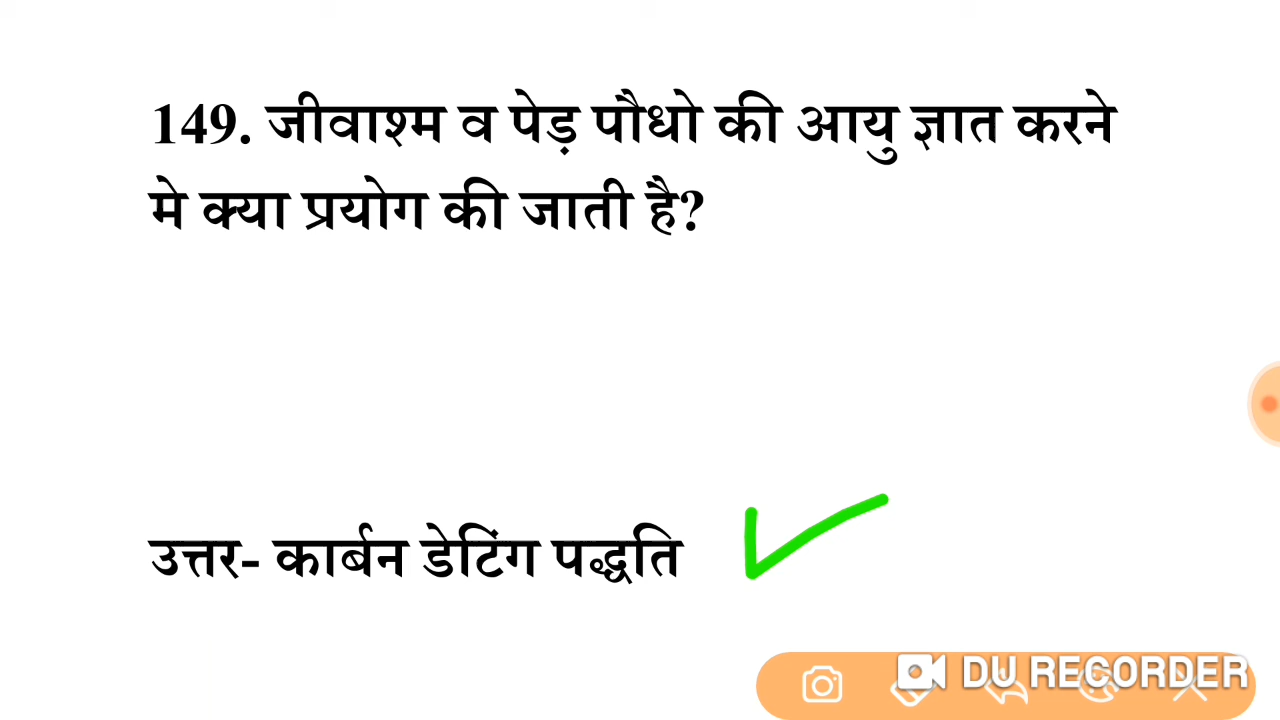 149. जीवाश्म व पेड़ पौधो की आयु ज्ञात करने
मे क्या प्रयोग की जाती है?
उत्तर- कार्बन डेटिंग पद्धति
DU RECORDER